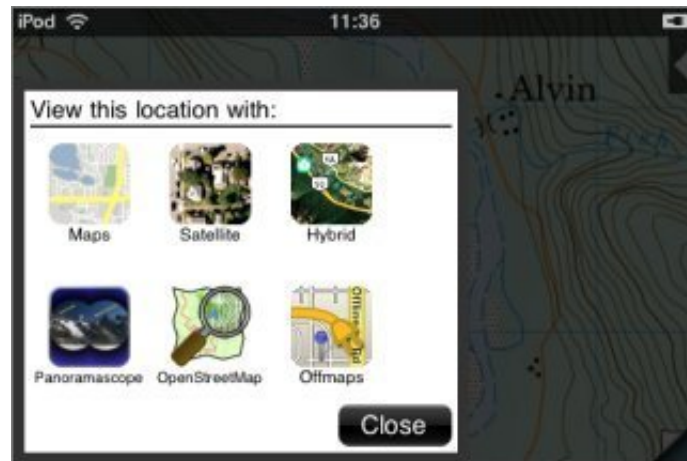 iPod 11:36
Alvin
View this location with:
Maps Satellite Hybrid
Panoramascope OpenStreetMap Offmaps
Close